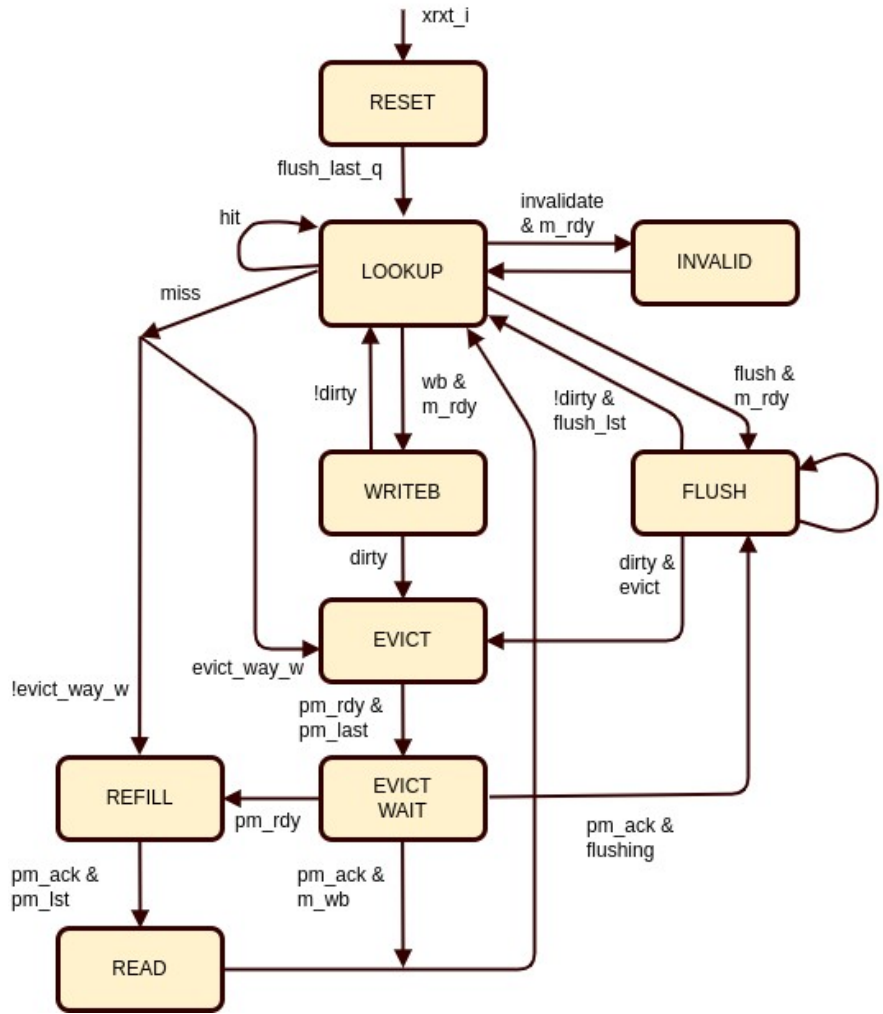 xrxt_i
RESET
flush_last_q
hit
LOOKUP
invalidate
& m_rdy
INVALID
miss
!dirty
wb &
m_rdy
!dirty &
flush_lst
flush &
m_rdy
WRITEB
FLUSH
dirty
dirty &
evict
EVICT
evict_way_w
!evict_way_w
pm_rdy &
pm_last
REFILL
EVICT
WAIT
pm_rdy
pm_ack &
flushing
pm_ack &
pm_lst
pm_ack &
m_wb
READ